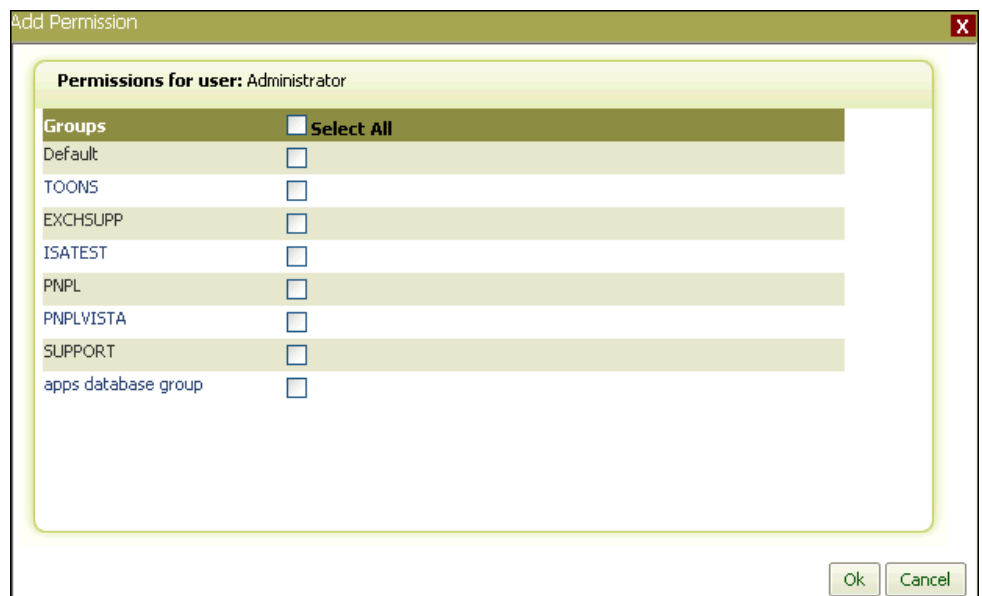 Add Permission
X
Permissions for user: Administrator
Groups Select All
Default
TOONS
EXCHSUPP
ISATEST
PNPL
PNPLVISTA
SUPPORT
apps database group
Ok Cancel